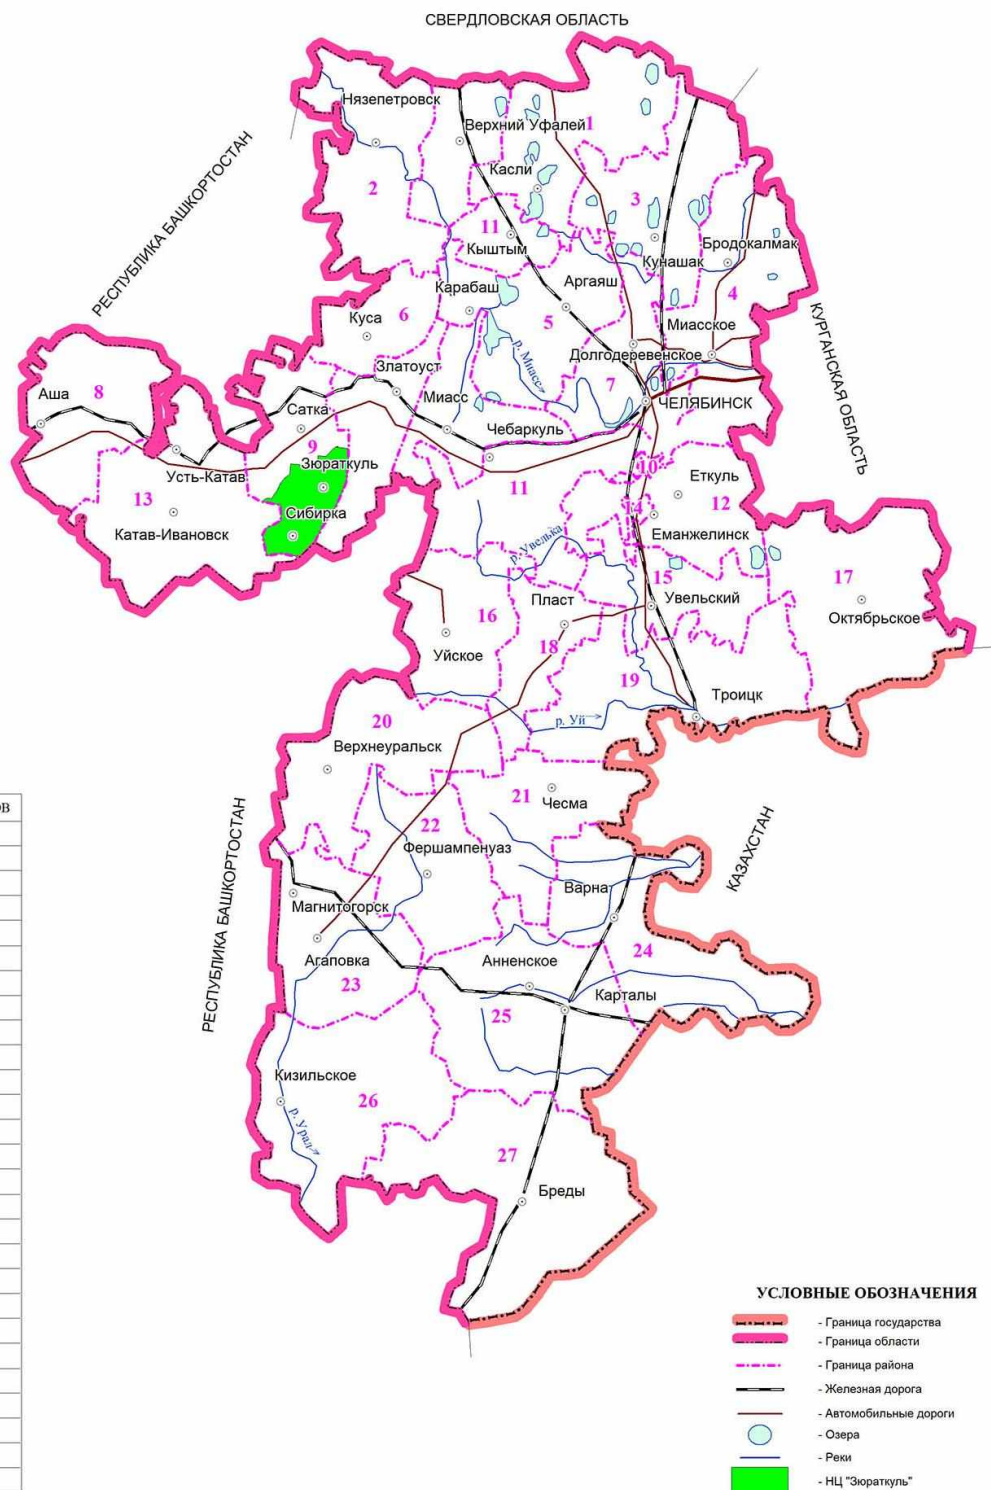 СВЕРДЛОВСКАЯ ОБЛАСТЬ
Нязепетровск
Верхний Уфалей
1
Касли
РЕСПУБЛИКА БАШКОРТОСТАН
2
3
11
Кыштым
Бродокалмак
Кунашак
Аргаяш
Карабаш
4
КУРГАНСКАЯ ОБЛАСТЬ
6
5
Куса
Миасское
р. Миасс
Долгодеревенское
Златоуст
7
Аша
8
Миасс
ЧЕЛЯБИНСК
Сатка
Чебаркуль
9
Зюраткуль
10
Усть-Катав
Еткуль
13
11
12
Сибирка
14
Катав-Ивановск
Еманжелинск
р. Увелька
15
17
Пласт
Увельский
16
Октябрьское
18
Уйское
19
Троицк
20
р. Уй
Верхнеуральск
21
Чесма
ОВ
22
РЕСПУБЛИКА БАШКОРТОСТАН
КАЗАХСТАН
Фершампенуаз
Варна
Магнитогорск
24
Агаповка
Анненское
23
Карталы
25
Кизильское
26
р. Урал
27
Бреды
УСЛОВНЫЕ ОБОЗНАЧЕНИЯ
- Граница государства
- Граница области
- Граница района
- Железная дорога
- Автомобильные дороги
- Озера
- Реки
- НЦ "Зюраткуль"